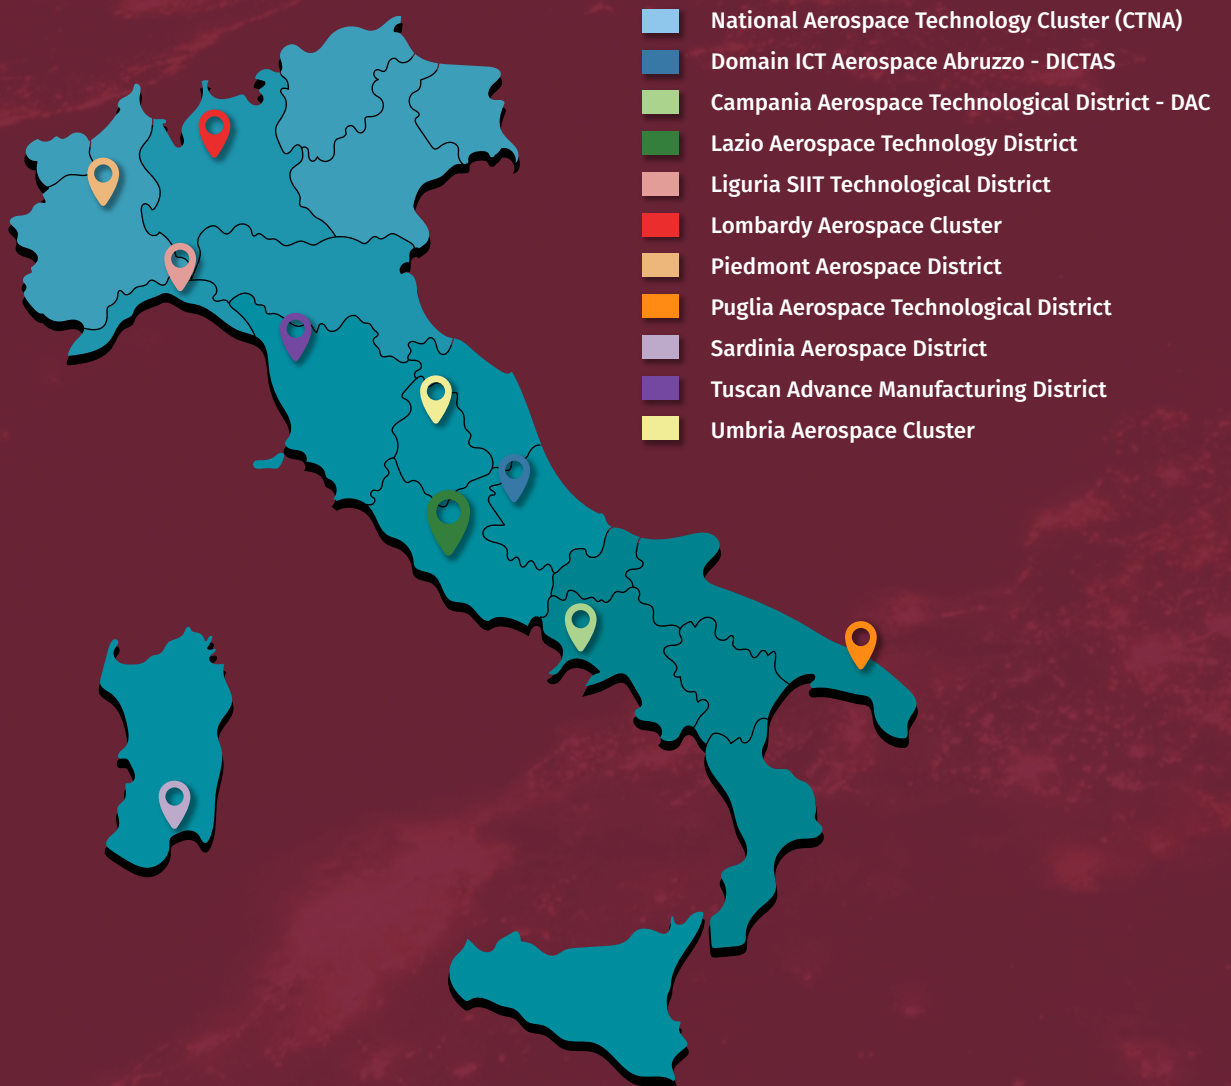 National Aerospace Technology Cluster (CTNA)
Domain ICT Aerospace Abruzzo - DICTAS
Campania Aerospace Technological District - DAC
Lazio Aerospace Technology District
Liguria SIIT Technological District
Lombardy Aerospace Cluster
Piedmont Aerospace District
Puglia Aerospace Technological District
Sardinia Aerospace District
Tuscan Advance Manufacturing District
Umbria Aerospace Cluster